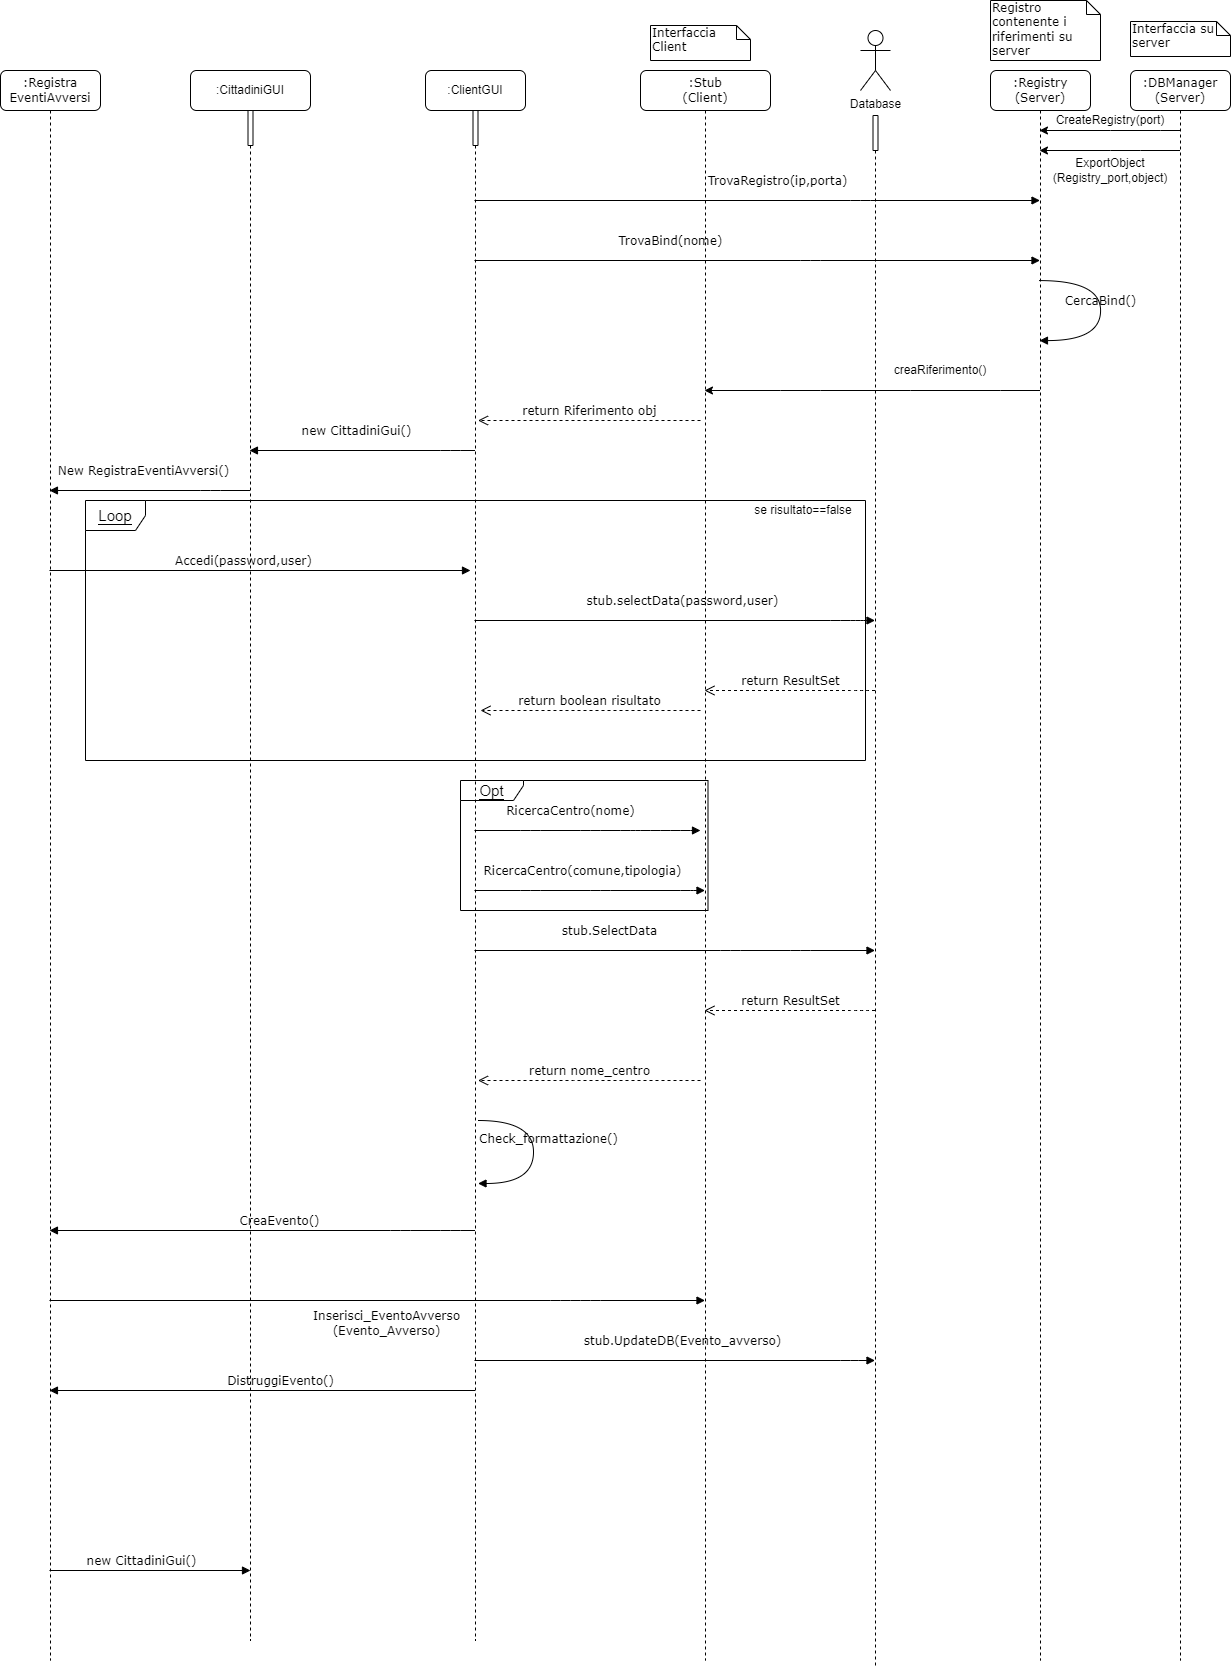 Registro
contenente i
riferimenti su
server
Interfaccia
Client
Interfaccia su
server
:Registra
EventiAvversi
:CittadiniGUI
:ClientGUI
:Stub
(Client)
Database
:Registry
(Server)
:DBManager
(Server)
CreateRegistry(port)
ExportObject
(Registry_port,object)
TrovaRegistro(ip,porta)
TrovaBind(nome)
CercaBind()
creaRiferimento()
return Riferimento obj
new CittadiniGui()
New RegistraEventiAvversi()
Loop
se risultato==false
Accedi(password,user)
stub.selectData(password,user)
return ResultSet
return boolean risultato
Opt
RicercaCentro(nome)
RicercaCentro(comune,tipologia)
stub.SelectData
return ResultSet
return nome_centro
Check_formattazione()
CreaEvento()
Inserisci_EventoAvverso
(Evento_Avverso)
stub.UpdateDB(Evento_avverso)
DistruggiEvento()
new CittadiniGui()